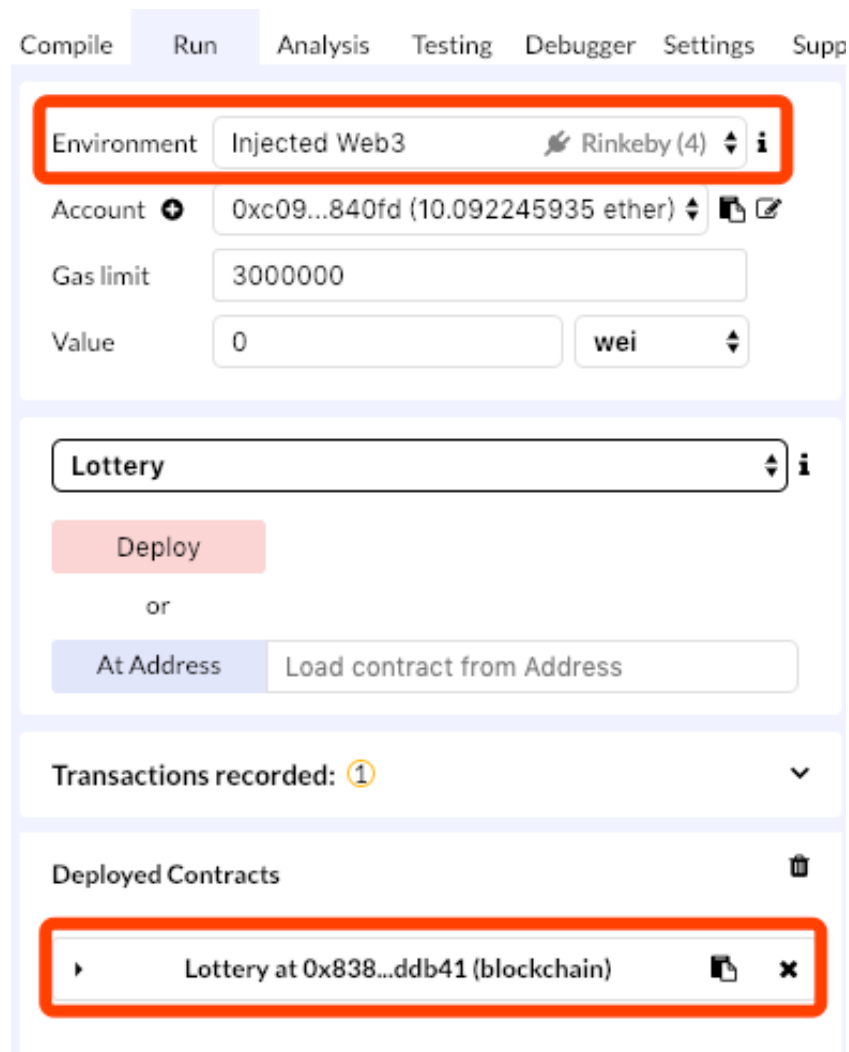 Compile Run Analysis Testing Debugger Settings Supp
Environment Injected Web3 Rinkeby (4) i
Account 0xc09...840fd (10.092245935 ether)
Gas limit 3000000
Value 0 wei
Lottery i
Deploy
or
At Address Load contract from Address
Transactions recorded: 1
Deployed Contracts
Lottery at 0x838...ddb41 (blockchain)